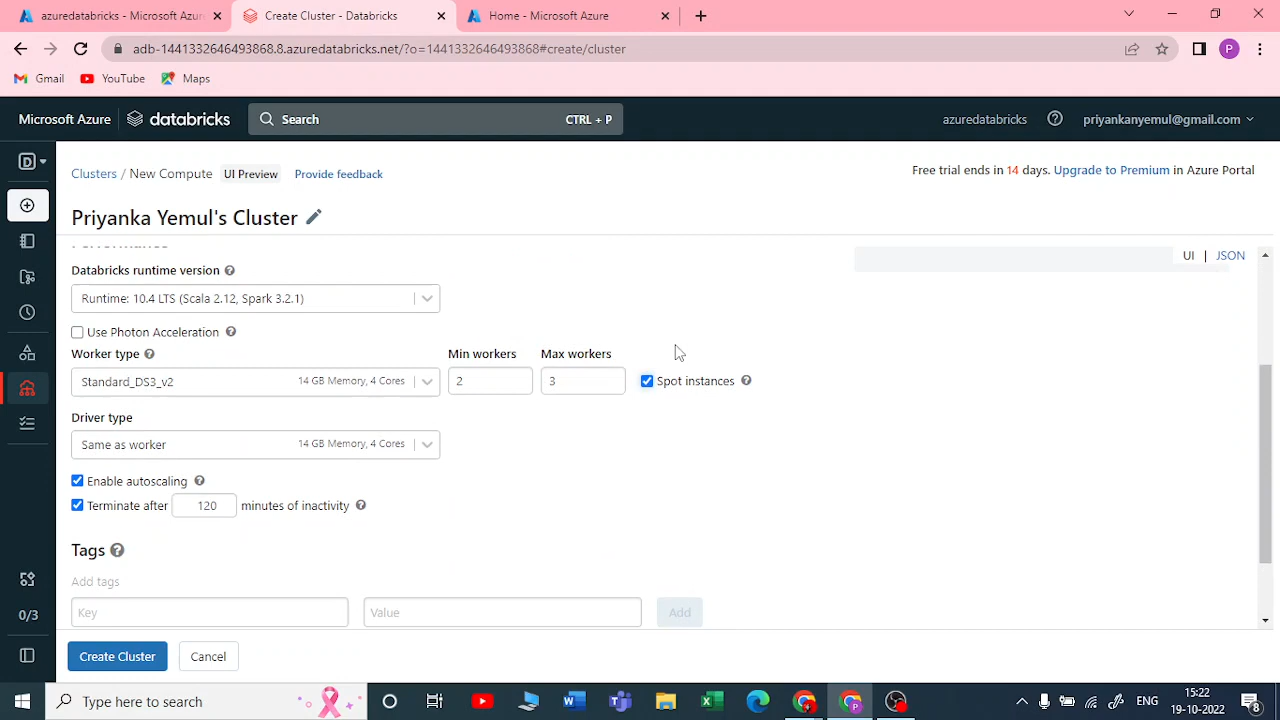 azuredatabricks - Microsoft Azur
Create Cluster - Databricks
Home - Microsoft Azure
adb-1441332646493868.8.azuredatabricks.net/?o=1441332646493868#create/cluster
P
Gmail
YouTube
Maps
Microsoft Azure
databricks
Search
CTRL + P
azuredatabricks
priyankanyemul@gmail.com
D
Clusters / New Compute
UI Preview
Provide feedback
Free trial ends in 14 days. Upgrade to Premium in Azure Portal
Priyanka Yemul's Cluster
Performance
UI | JSON
Databricks runtime version
Runtime: 10.4 LTS (Scala 2.12, Spark 3.2.1)
Use Photon Acceleration
Worker type
Min workers
Max workers
Standard_DS3_v2
14 GB Memory, 4 Cores
2
3
Spot instances
Driver type
Same as worker
14 GB Memory, 4 Cores
Enable autoscaling
Terminate after 120 minutes of inactivity
Tags
Add tags
Key
Value
Add
0/3
Create Cluster
Cancel
Type here to search
ENG
15:22
19-10-2022
8